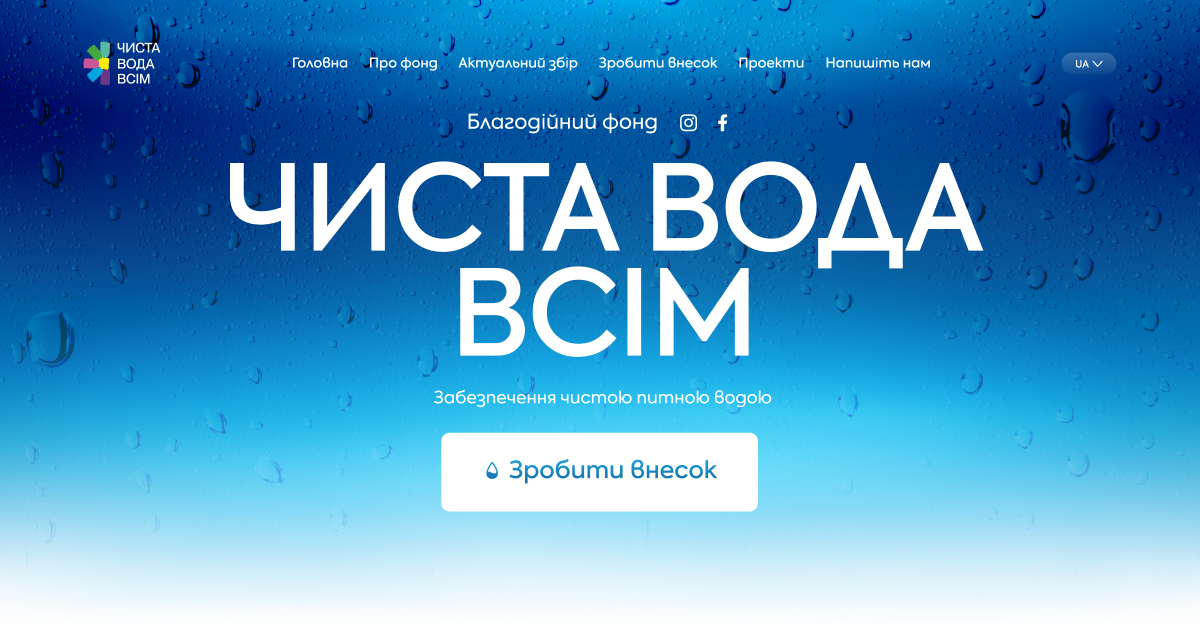 ЧИСТА
ВОДА
ВСІМ
Головна Про фонд Актуальний збір Зробити внесок Проекти Напишіть нам
UA
Благодійний фонд
ЧИСТА ВОДА
ВСІМ
Забезпечення чистою питною водою
Зробити внесок